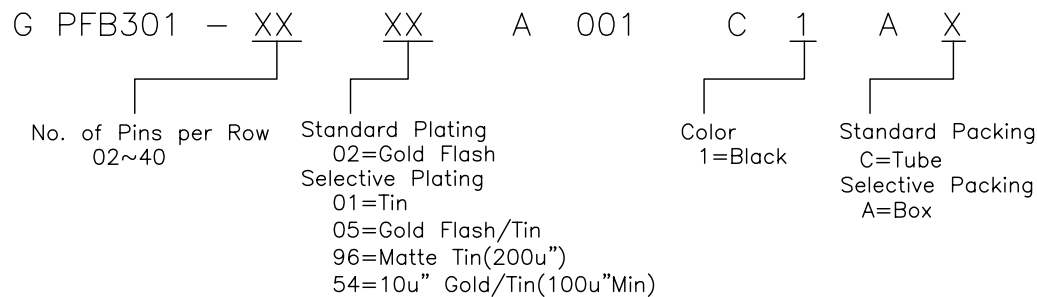 G PFB301 - XX XX A 001 C 1 A X
No. of Pins per Row
02~40
Standard Plating
02=Gold Flash
Selective Plating
01=Tin
05=Gold Flash/Tin
96=Matte Tin(200u")
54=10u" Gold/Tin(100u"Min)
Color
1=Black
Standard Packing
C=Tube
Selective Packing
A=Box